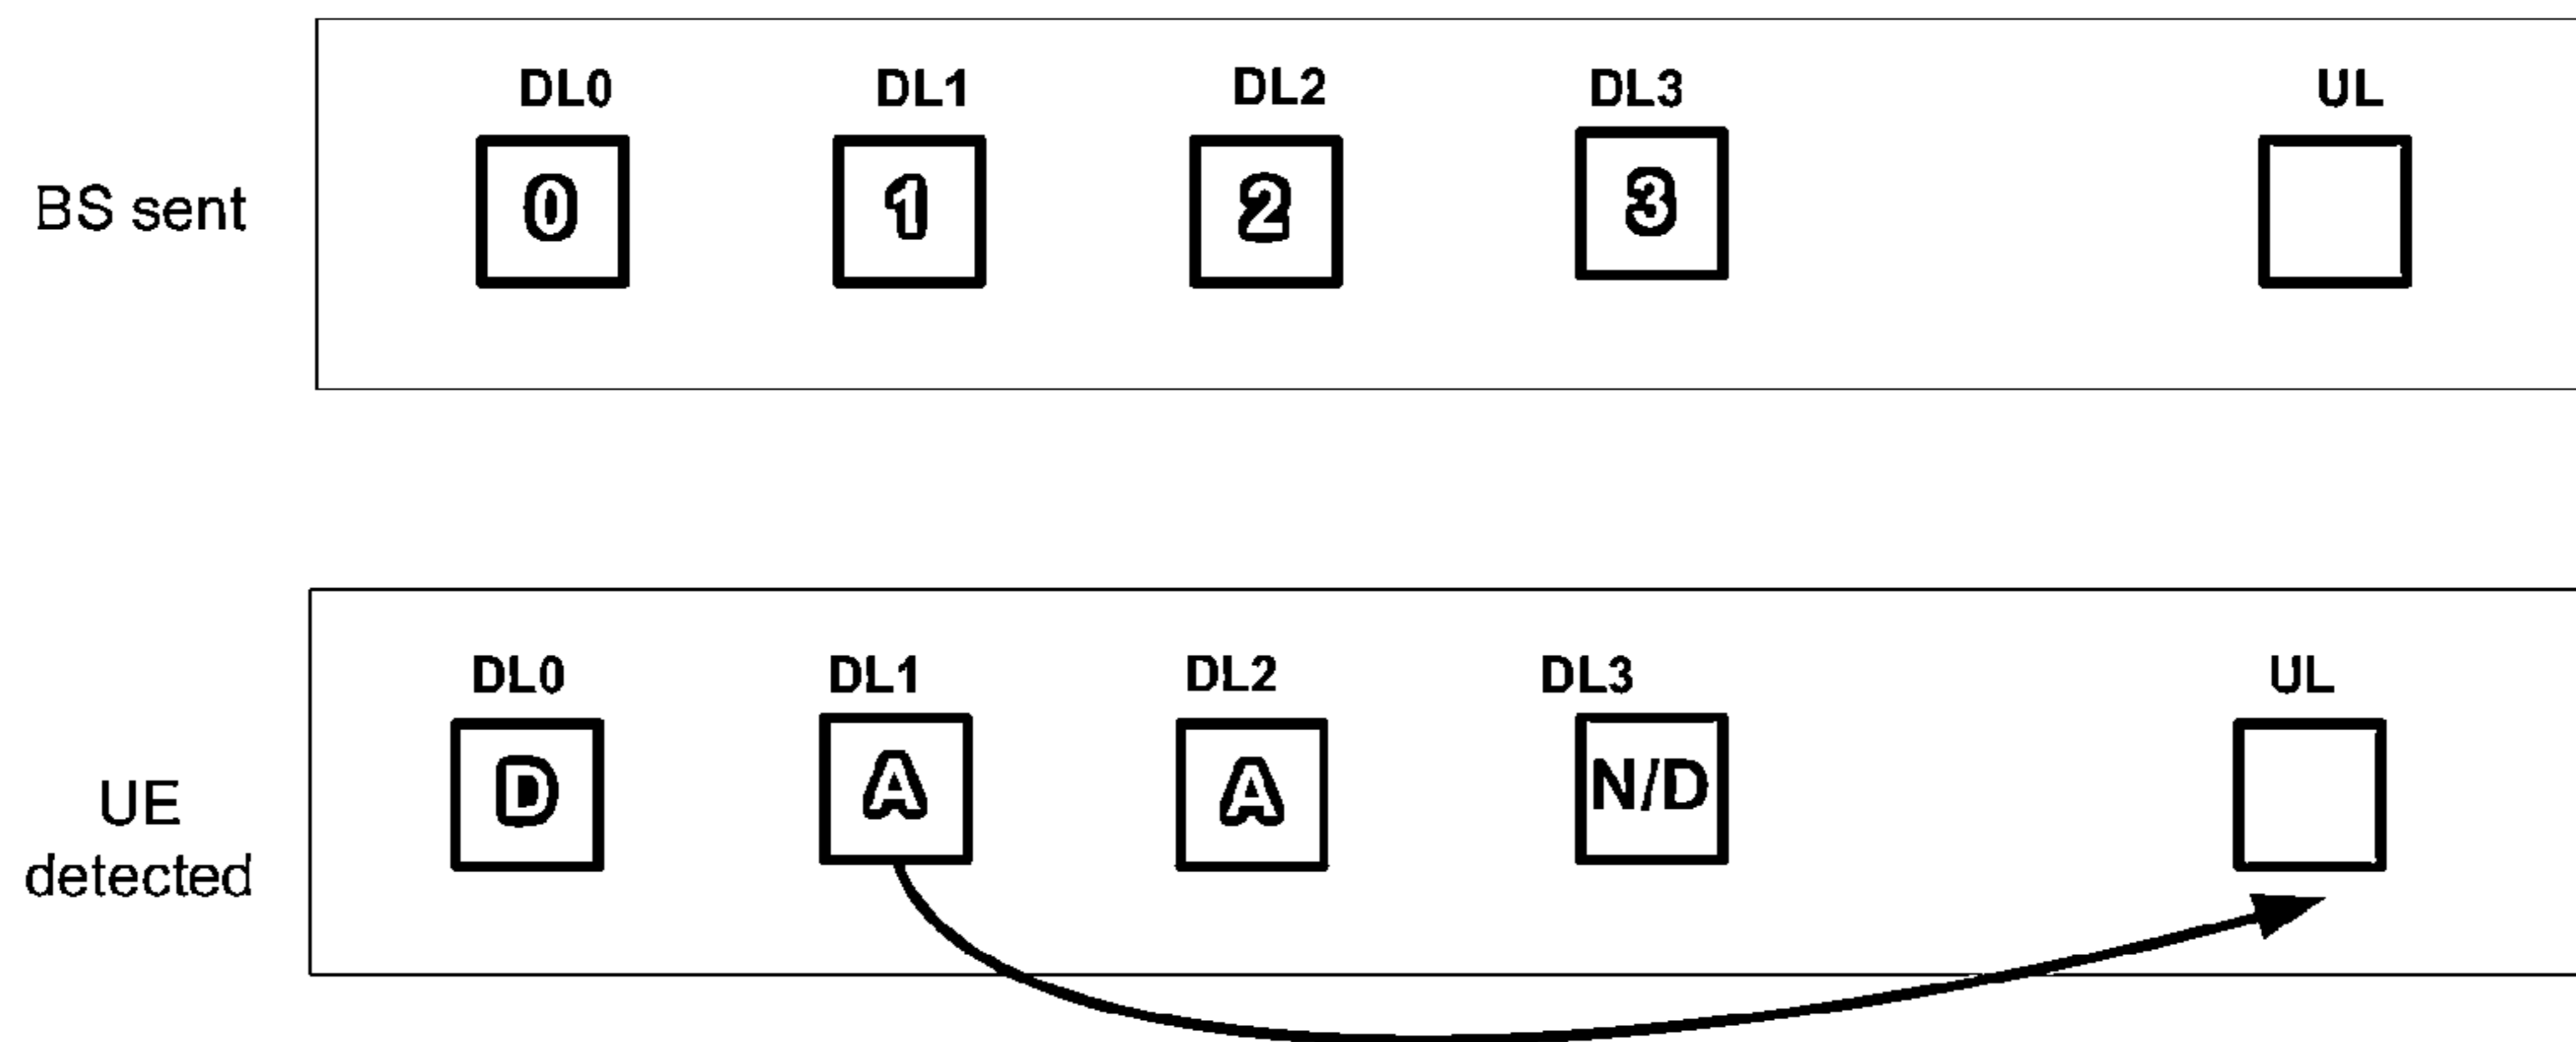 DL0 DL1 DL2 DL3 UL
BS sent 0 1 2 3
DL0 DL1 DL2 DL3 UL
D A A N/D
UE
detected